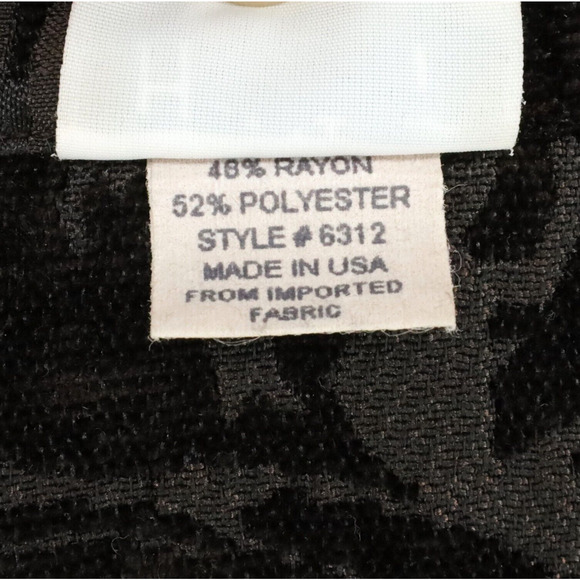 48% RAYON
52% POLYESTER
STYLE # 6312
MADE IN USA
FROM IMPORTED
FABRIC